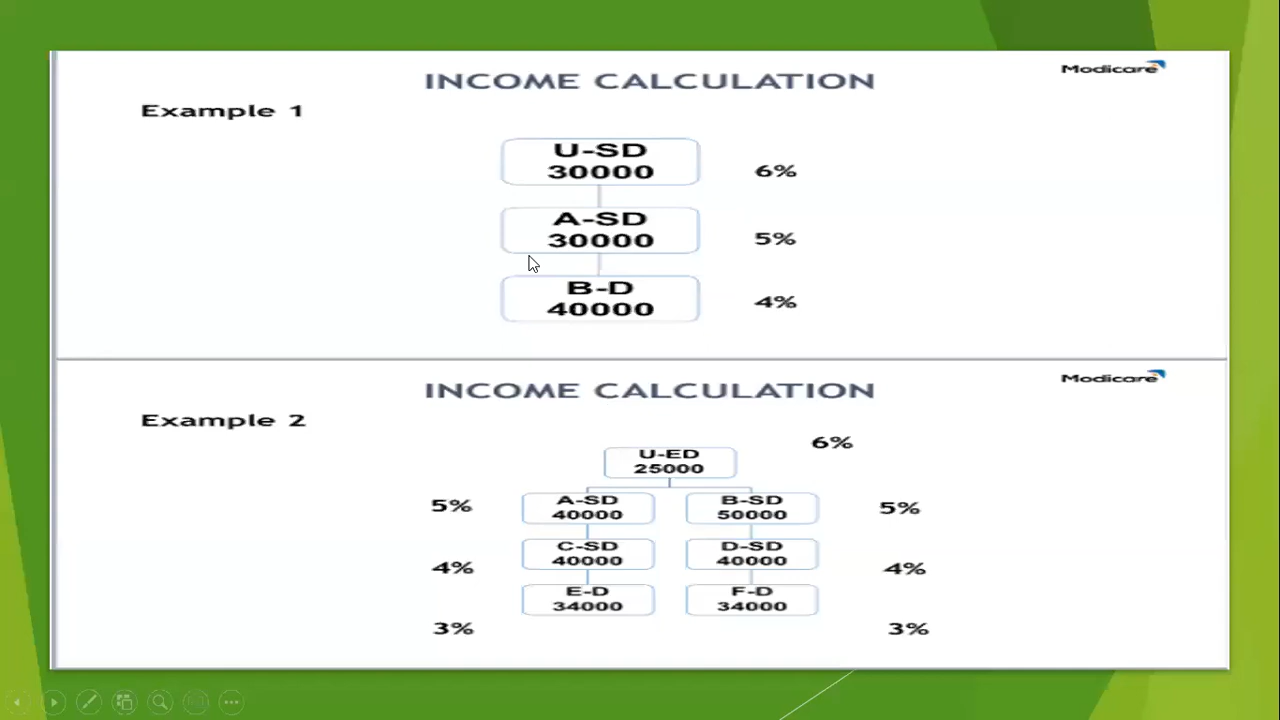 INCOME CALCULATION
Modicare
Example 1
U-SD
30000
6%
A-SD
30000
5%
B-D
40000
4%
INCOME CALCULATION
Modicare
Example 2
6%
U-ED
25000
5%
A-SD
40000
B-SD
50000
5%
4%
C-SD
40000
D-SD
40000
4%
E-D
34000
F-D
34000
3%
3%